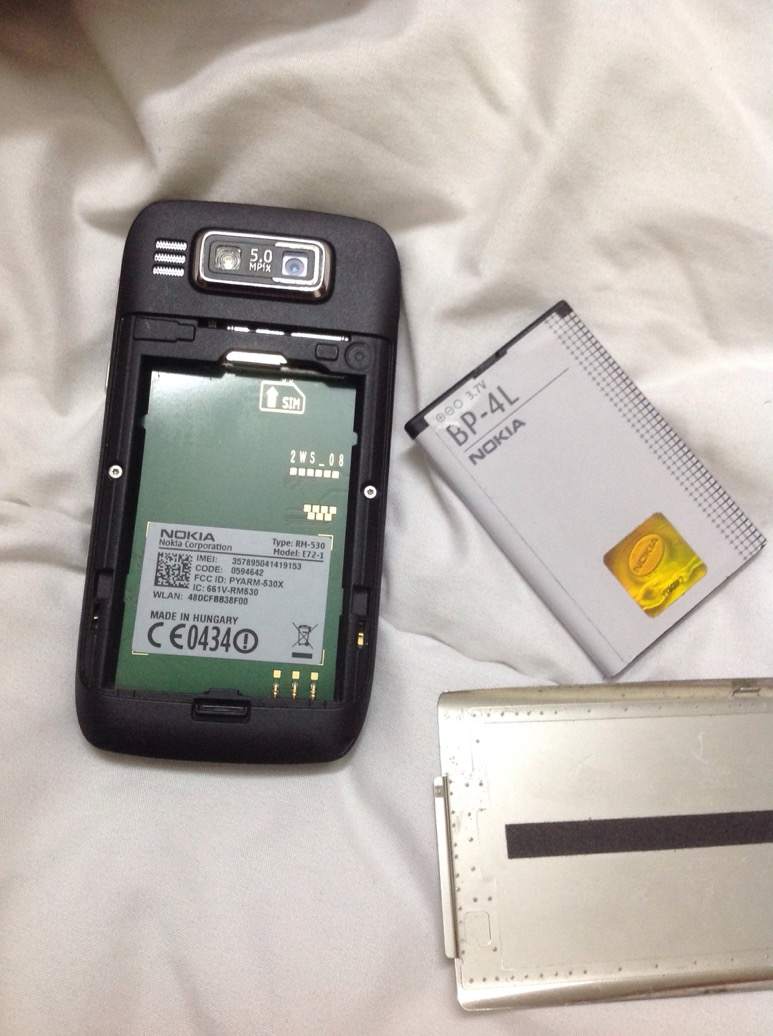 5.0
MPix
SIM
2WS_08
NOKIA
Nokia Corporation
Type: RM-530
Model: E72-1
IMEI: 357895041419153
CODE: 0594642
FCC ID: PYARM-530X
IC: 661V-RM530
WLAN: 48DCFB838F00
MADE IN HUNGARY
CE0434
3.7V
BP-4L
NOKIA
NOKIA